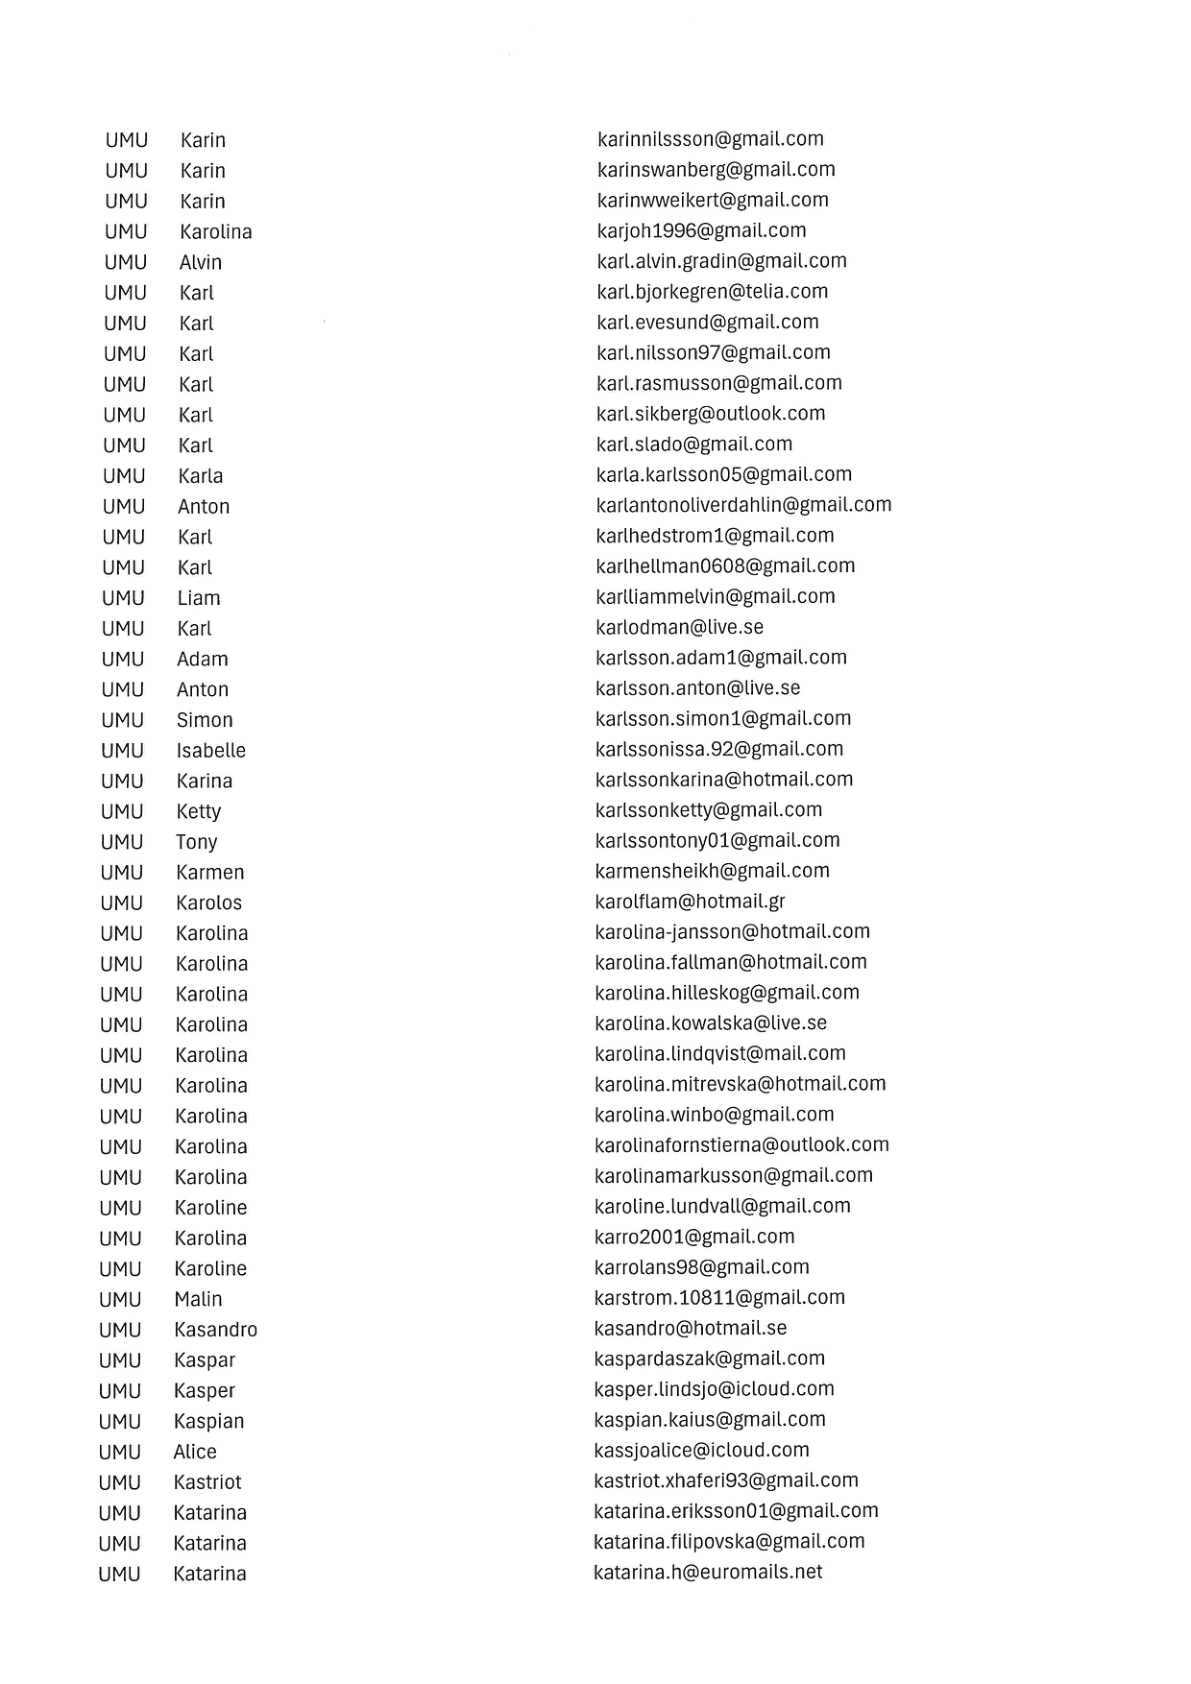 UMU Karin karinnilssson@gmail.com
UMU Karin karinswanberg@gmail.com
UMU Karin karinwweikert@gmail.com
UMU Karolina karjoh1996@gmail.com
UMU Alvin karl.alvin.gradin@gmail.com
UMU Karl karl.bjorkegren@telia.com
UMU Karl karl.evesund@gmail.com
UMU Karl karl.nilsson97@gmail.com
UMU Karl karl.rasmusson@gmail.com
UMU Karl karl.sikberg@outlook.com
UMU Karl karl.slado@gmail.com
UMU Karla karla.karlsson05@gmail.com
UMU Anton karlantonoliverdahlin@gmail.com
UMU Karl karlhedstrom1@gmail.com
UMU Karl karlhellman0608@gmail.com
UMU Liam karlliammelvin@gmail.com
UMU Karl karlodman@live.se
UMU Adam karlsson.adam1@gmail.com
UMU Anton karlsson.anton@live.se
UMU Simon karlsson.simon1@gmail.com
UMU Isabelle karlssonissa.92@gmail.com
UMU Karina karlssonkarina@hotmail.com
UMU Ketty karlssonketty@gmail.com
UMU Tony karlssontony01@gmail.com
UMU Karmen karmensheikh@gmail.com
UMU Karolos karolflam@hotmail.gr
UMU Karolina karolina-jansson@hotmail.com
UMU Karolina karolina.fallman@hotmail.com
UMU Karolina karolina.hilleskog@gmail.com
UMU Karolina karolina.kowalska@live.se
UMU Karolina karolina.lindqvist@mail.com
UMU Karolina karolina.mitrevska@hotmail.com
UMU Karolina karolina.winbo@gmail.com
UMU Karolina karolinafornstierna@outlook.com
UMU Karolina karolinamarkusson@gmail.com
UMU Karoline karoline.lundvall@gmail.com
UMU Karolina karro2001@gmail.com
UMU Karoline karrolans98@gmail.com
UMU Malin karstrom.10811@gmail.com
UMU Kasandro kasandro@hotmail.se
UMU Kaspar kaspardaszak@gmail.com
UMU Kasper kasper.lindsjo@icloud.com
UMU Kaspian kaspian.kaius@gmail.com
UMU Alice kassjoalice@icloud.com
UMU Kastriot kastriot.xhaferi93@gmail.com
UMU Katarina katarina.eriksson01@gmail.com
UMU Katarina katarina.filipovska@gmail.com
UMU Katarina katarina.h@euromails.net